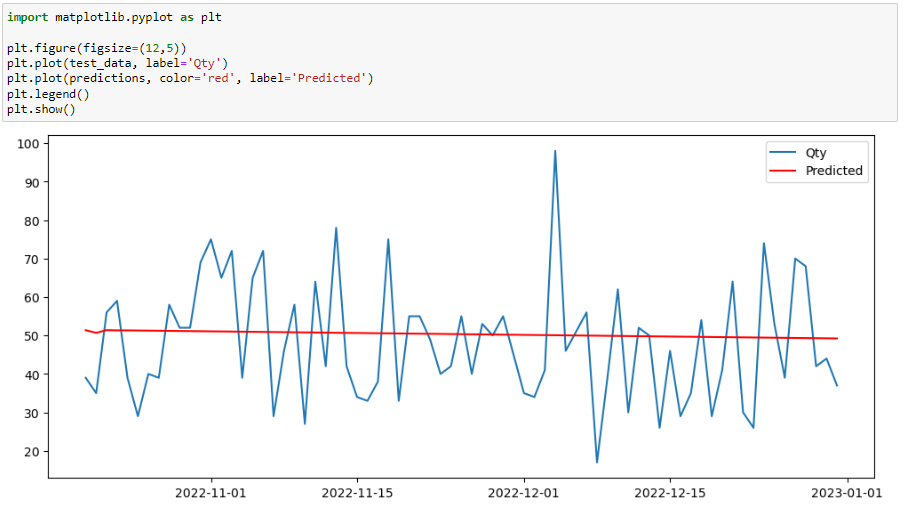 import matplotlib.pyplot as plt
plt.figure(figsize=(12,5))
plt.plot(test_data, label='Qty')
plt.plot(predictions, color='red', label='Predicted')
plt.legend()
plt.show()
100
90
80
70
60
50
40
30
20
Qty
Predicted
2022-11-01 2022-11-15 2022-12-01 2022-12-15 2023-01-01